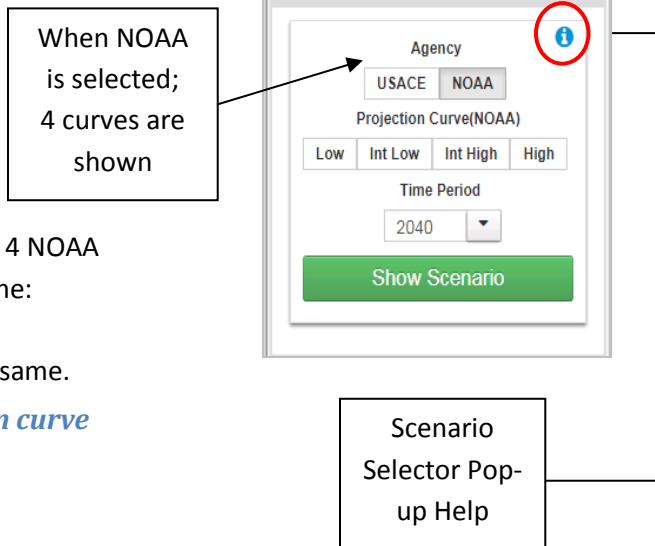 When NOAA
is selected;
4 curves are
shown
Agency
USACE NOAA
Projection Curve(NOAA)
Low Int Low Int High High
Time Period
2040
Show Scenario
4 NOAA
ne:
same.
n curve
Scenario
Selector Pop-
up Help